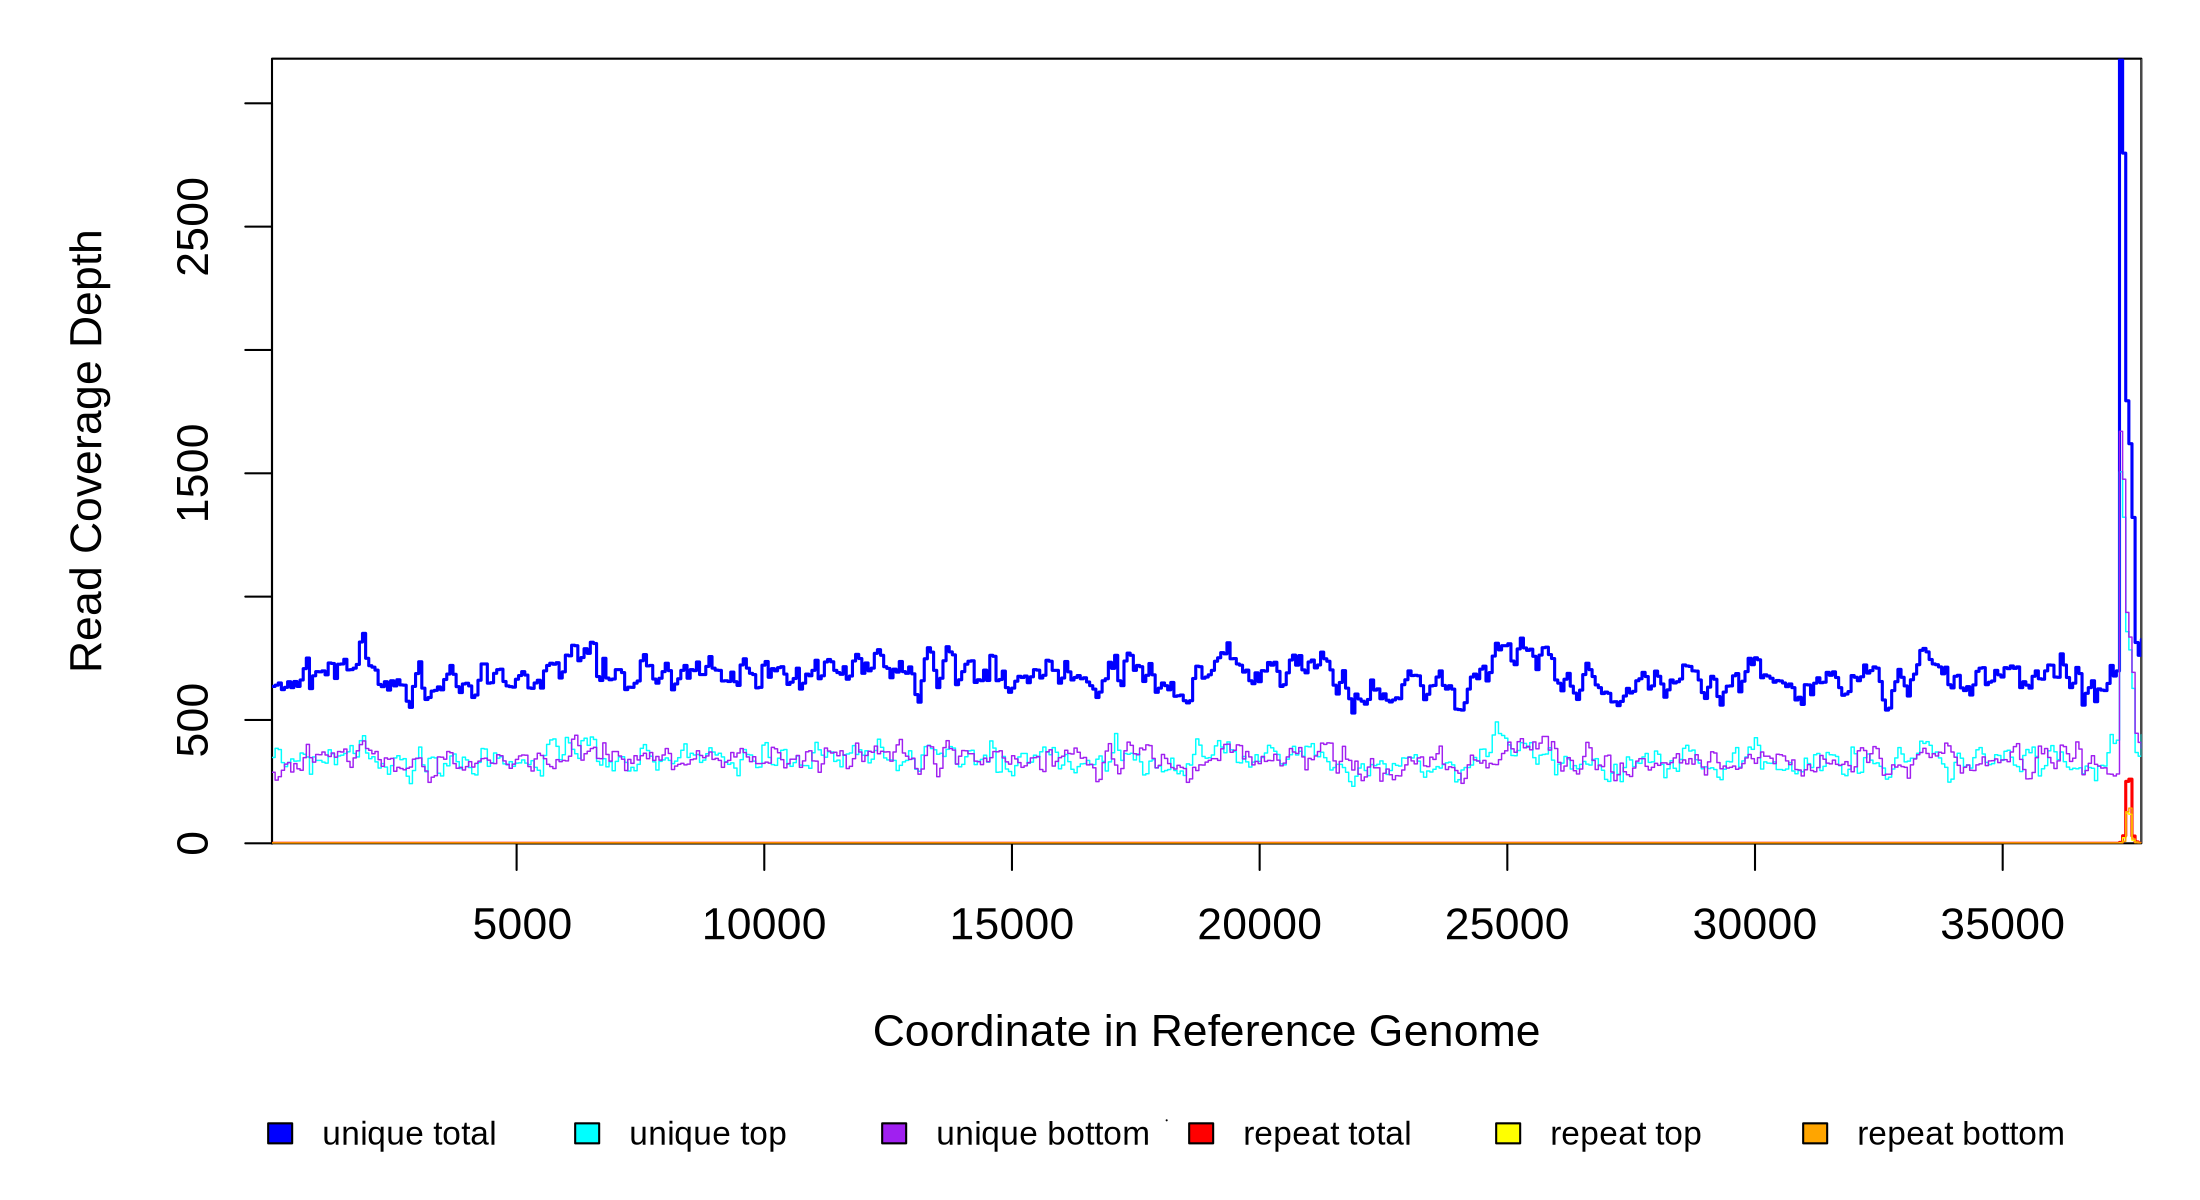 Read Coverage Depth
2500
1500
500
0
5000 10000 15000 20000 25000 30000 35000
Coordinate in Reference Genome
unique total unique top unique bottom repeat total repeat top repeat bottom